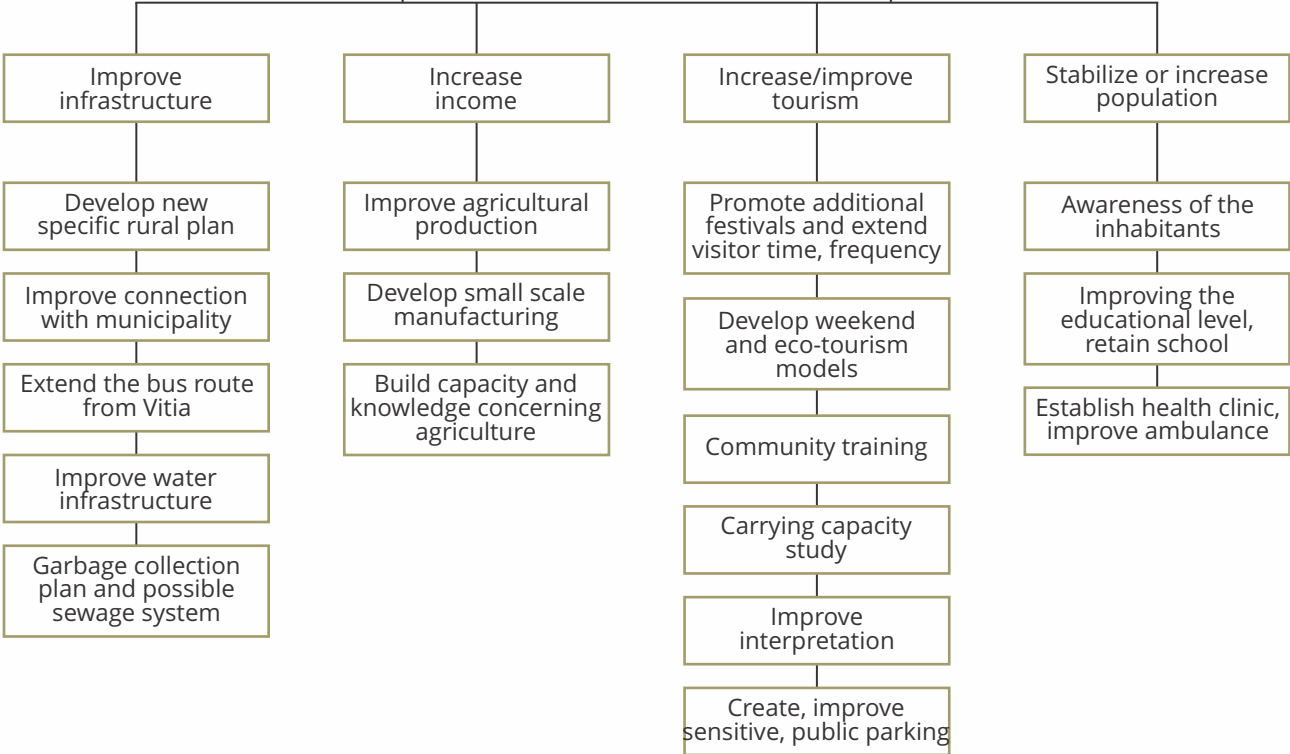 Improve
infrastructure
Develop new
specific rural plan
Improve connection
with municipality
Extend the bus route
from Vitia
Improve water
infrastructure
Garbage collection
plan and possible
sewage system
Increase
income
Improve agricultural
production
Develop small scale
manufacturing
Build capacity and
knowledge concerning
agriculture
Increase/improve
tourism
Promote additional
festivals and extend
visitor time, frequency
Develop weekend
and eco-tourism
models
Community training
Carrying capacity
study
Improve
interpretation
Create, improve
sensitive, public parking
Stabilize or increase
population
Awareness of the
inhabitants
Improving the
educational level,
retain school
Establish health clinic,
improve ambulance